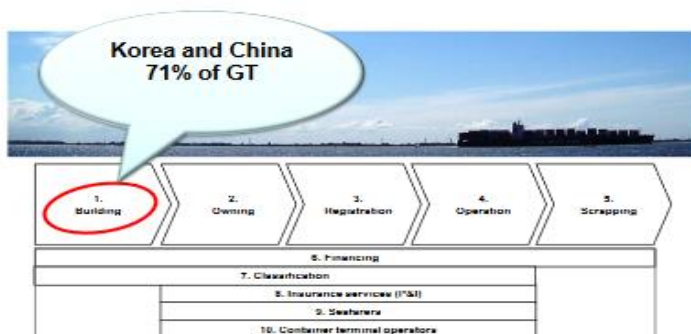 Korea and China
71% of GT
1.
Building
2.
Owning
3.
Registration
4.
Operation
5.
Scrapping
6. Financing
7. Classification
8. Insurance services (P&I)
9. Seafarers
10. Container terminal operators